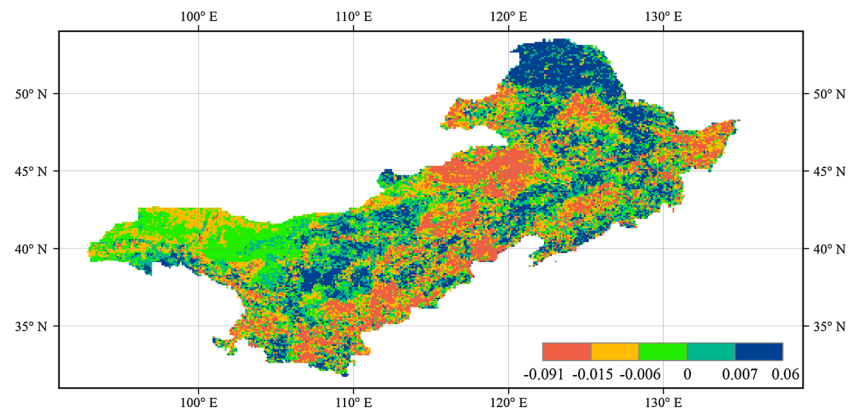 100° E 110° E 120° E 130° E
50° N 50° N
45° N 45° N
40° N 40° N
35° N 35° N
-0.091 -0.015 -0.006 0 0.007 0.06
100° E 110° E 120° E 130° E